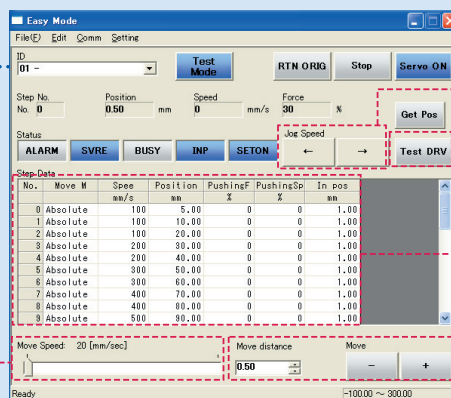 Easy Mode
File(F) Edit Comm Setting
ID
01 -
Test Mode
RTN ORIG Stop Servo ON
Step No. Position Speed Force
No. 0 0.50 mm 0 mm/s 30 %
Get Pos
Status
Jog Speed
ALARM SVRE BUSY INP SETON ← → Test DRV
Step Data
No. Move M Spee Position PushingF PushingSp In pos
mm/s mm % % mm
0 Absolute 100 5.00 0 0 1.00
1 Absolute 100 10.00 0 0 1.00
2 Absolute 100 20.00 0 0 1.00
3 Absolute 200 30.00 0 0 1.00
4 Absolute 200 40.00 0 0 1.00
5 Absolute 300 50.00 0 0 1.00
6 Absolute 300 60.00 0 0 1.00
7 Absolute 400 70.00 0 0 1.00
8 Absolute 400 80.00 0 0 1.00
9 Absolute 500 90.00 0 0 1.00
Move Speed: 20 [mm/sec] Move distance Move
0.50 - +
Ready -100.00 ~ 300.00